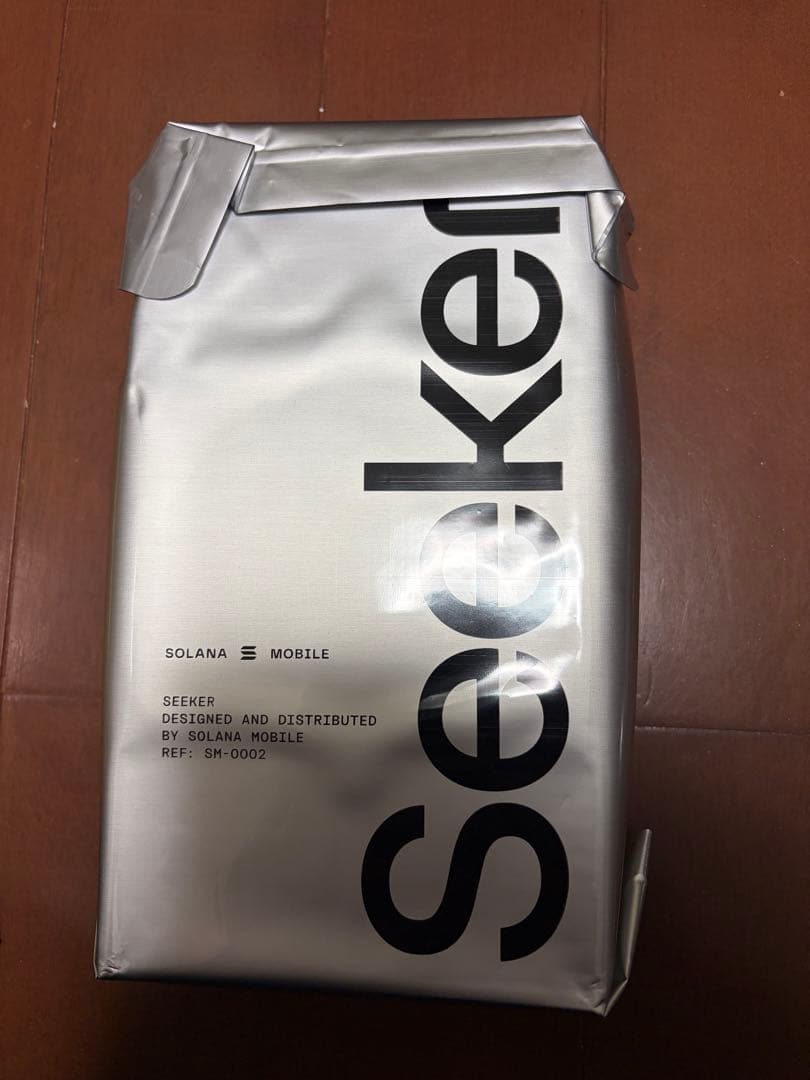 Seeker
SOLANA MOBILE
SEEKER
DESIGNED AND DISTRIBUTED
BY SOLANA MOBILE
REF: SM-0002